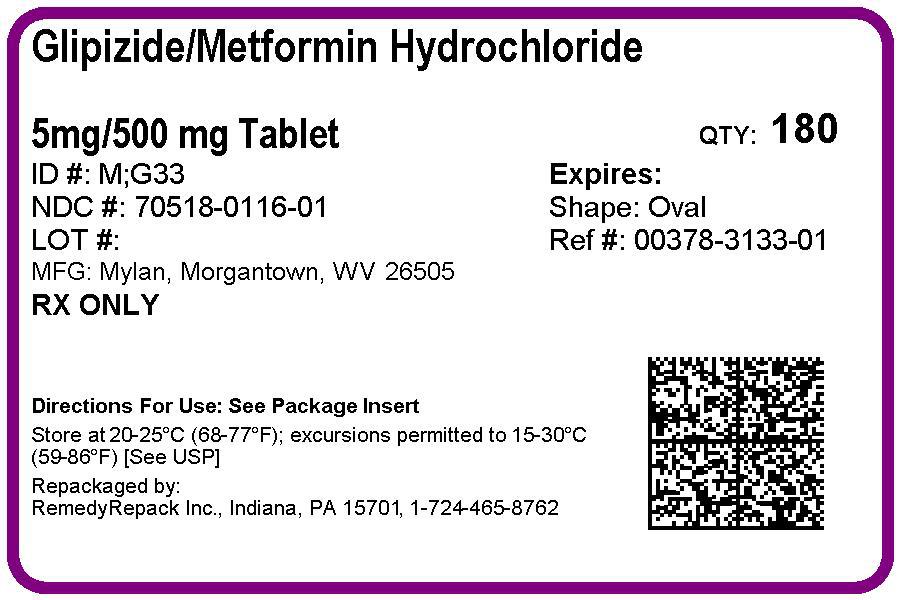 Glipizide/Metformin Hydrochloride
5mg/500 mg Tablet
QTY: 180
ID #: M;G33
Expires:
NDC #: 70518-0116-01
Shape: Oval
LOT #:
Ref #: 00378-3133-01
MFG: Mylan, Morgantown, WV 26505
RX ONLY
Directions For Use: See Package Insert
Store at 20-25°C (68-77°F); excursions permitted to 15-30°C
(59-86°F) [See USP]
Repackaged by:
RemedyRepack Inc., Indiana, PA 15701, 1-724-465-8762